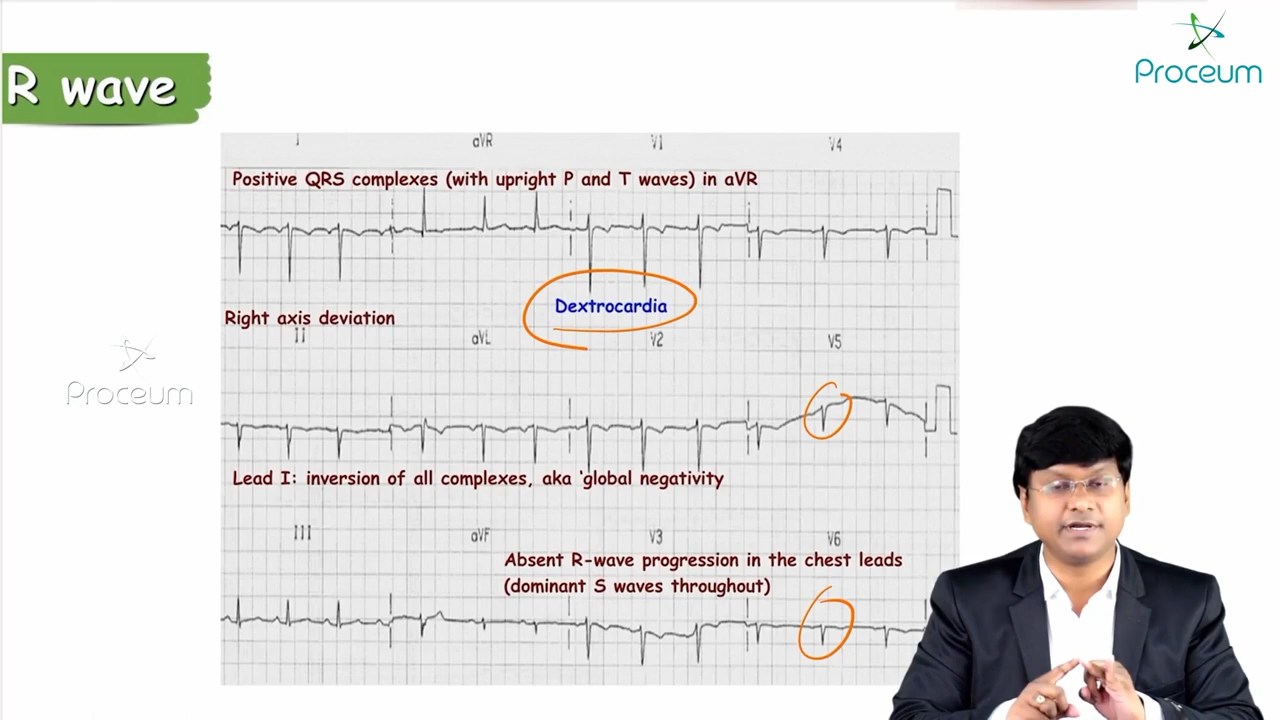 Proceum
R wave
I aVR V1 V4
Positive QRS complexes (with upright P and T waves) in aVR
Dextrocardia
Right axis deviation
II aVL V2 V5
Proceum
Lead I: inversion of all complexes, aka ‘global negativity
III aVF V3 V6
Absent R-wave progression in the chest leads
(dominant S waves throughout)